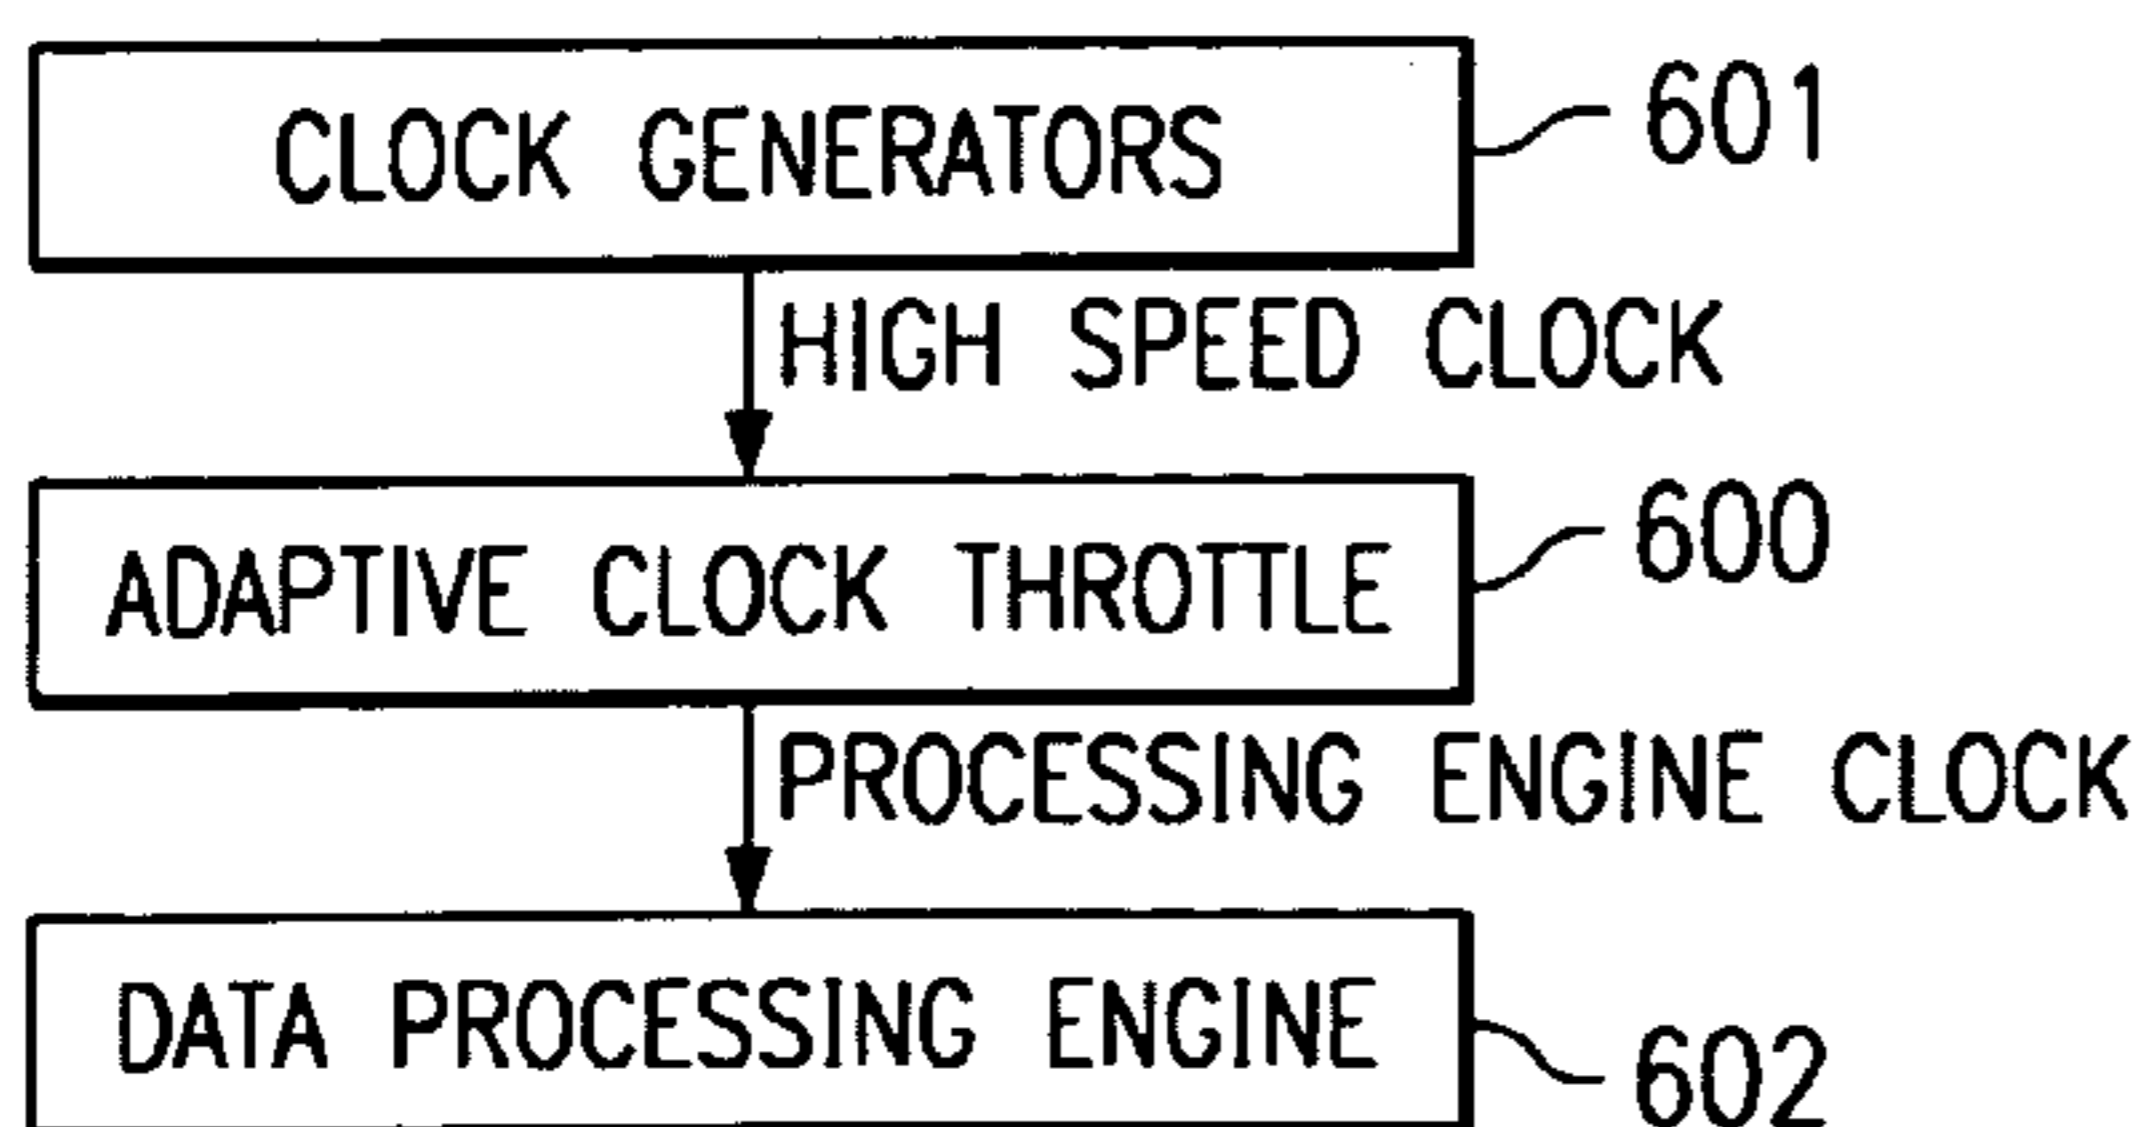 CLOCK GENERATORS 601
HIGH SPEED CLOCK
ADAPTIVE CLOCK THROTTLE 600
PROCESSING ENGINE CLOCK
DATA PROCESSING ENGINE 602